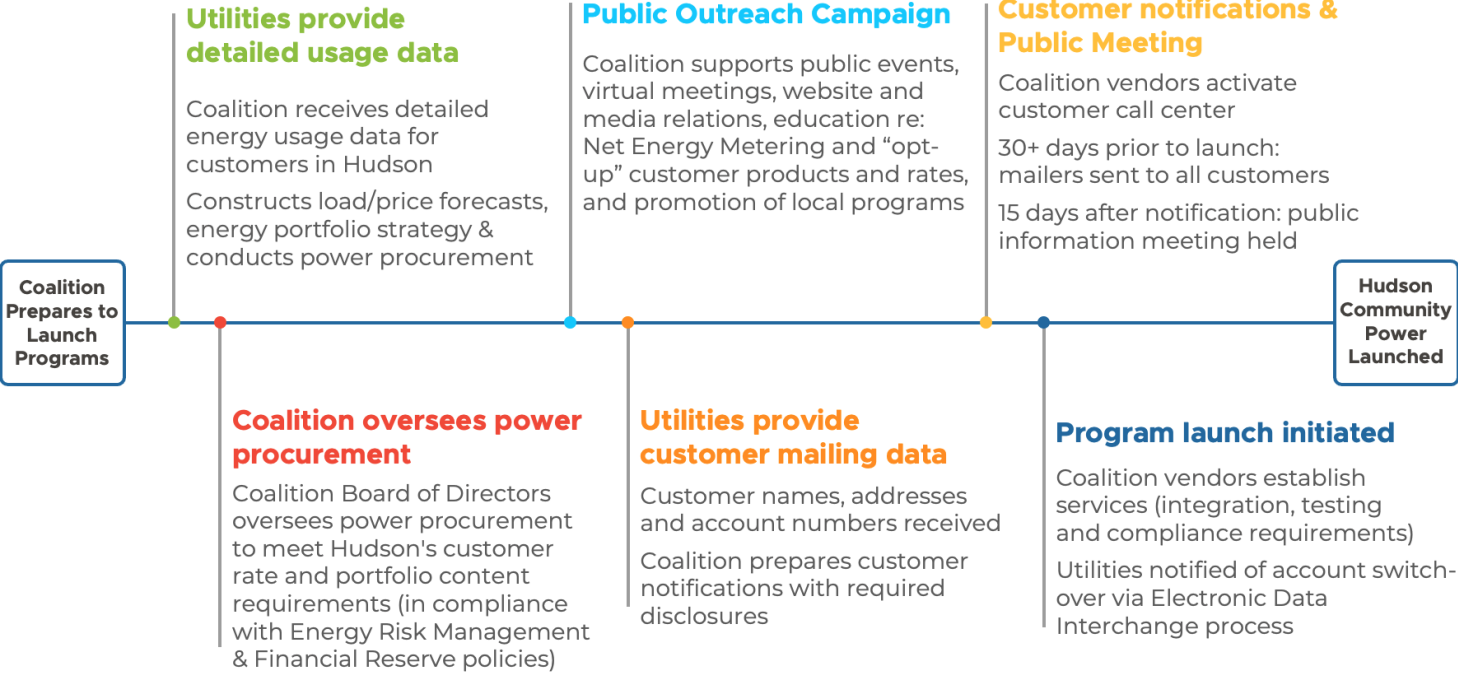 Utilities provide
detailed usage data
Coalition receives detailed
energy usage data for
customers in Hudson
Constructs load/price forecasts,
energy portfolio strategy &
conducts power procurement
Public Outreach Campaign
Coalition supports public events,
virtual meetings, website and
media relations, education re:
Net Energy Metering and “opt-
up” customer products and rates,
and promotion of local programs
Customer notifications &
Public Meeting
Coalition vendors activate
customer call center
30+ days prior to launch:
mailers sent to all customers
15 days after notification: public
information meeting held
Coalition
Prepares to
Launch
Programs
Hudson
Community
Power
Launched
Coalition oversees power
procurement
Coalition Board of Directors
oversees power procurement
to meet Hudson's customer
rate and portfolio content
requirements (in compliance
with Energy Risk Management
& Financial Reserve policies)
Utilities provide
customer mailing data
Customer names, addresses
and account numbers received
Coalition prepares customer
notifications with required
disclosures
Program launch initiated
Coalition vendors establish
services (integration, testing
and compliance requirements)
Utilities notified of account switch-
over via Electronic Data
Interchange process